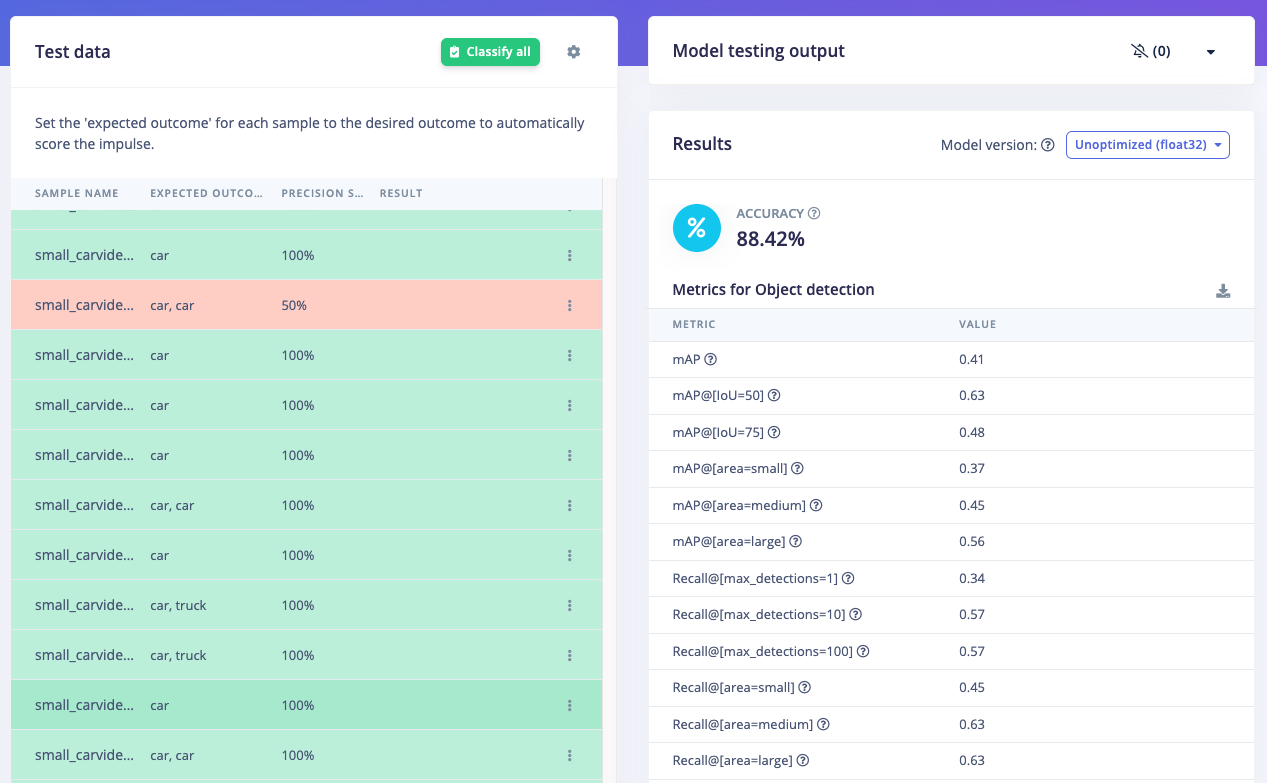 Test data
Classify all
Set the 'expected outcome' for each sample to the desired outcome to automatically
score the impulse.
SAMPLE NAME EXPECTED OUTCO... PRECISION S... RESULT
small_carvide... car 100%
small_carvide... car, car 50%
small_carvide... car 100%
small_carvide... car 100%
small_carvide... car 100%
small_carvide... car, car 100%
small_carvide... car 100%
small_carvide... car, truck 100%
small_carvide... car, truck 100%
small_carvide... car 100%
small_carvide... car, car 100%
Model testing output
(0)
Results
Model version: Unoptimized (float32)
%
ACCURACY
88.42%
Metrics for Object detection
METRIC VALUE
mAP 0.41
mAP@[IoU=50] 0.63
mAP@[IoU=75] 0.48
mAP@[area=small] 0.37
mAP@[area=medium] 0.45
mAP@[area=large] 0.56
Recall@[max_detections=1] 0.34
Recall@[max_detections=10] 0.57
Recall@[max_detections=100] 0.57
Recall@[area=small] 0.45
Recall@[area=medium] 0.63
Recall@[area=large] 0.63